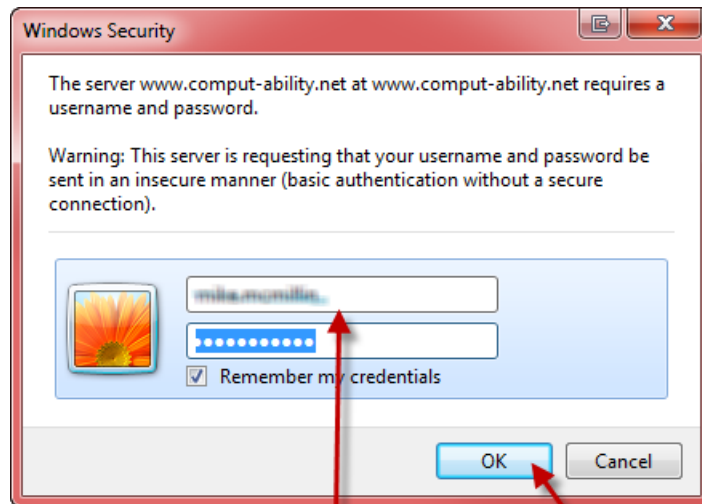 Windows Security
The server www.comput-ability.net at www.comput-ability.net requires a
username and password.
Warning: This server is requesting that your username and password be
sent in an insecure manner (basic authentication without a secure
connection).
Remember my credentials
OK Cancel